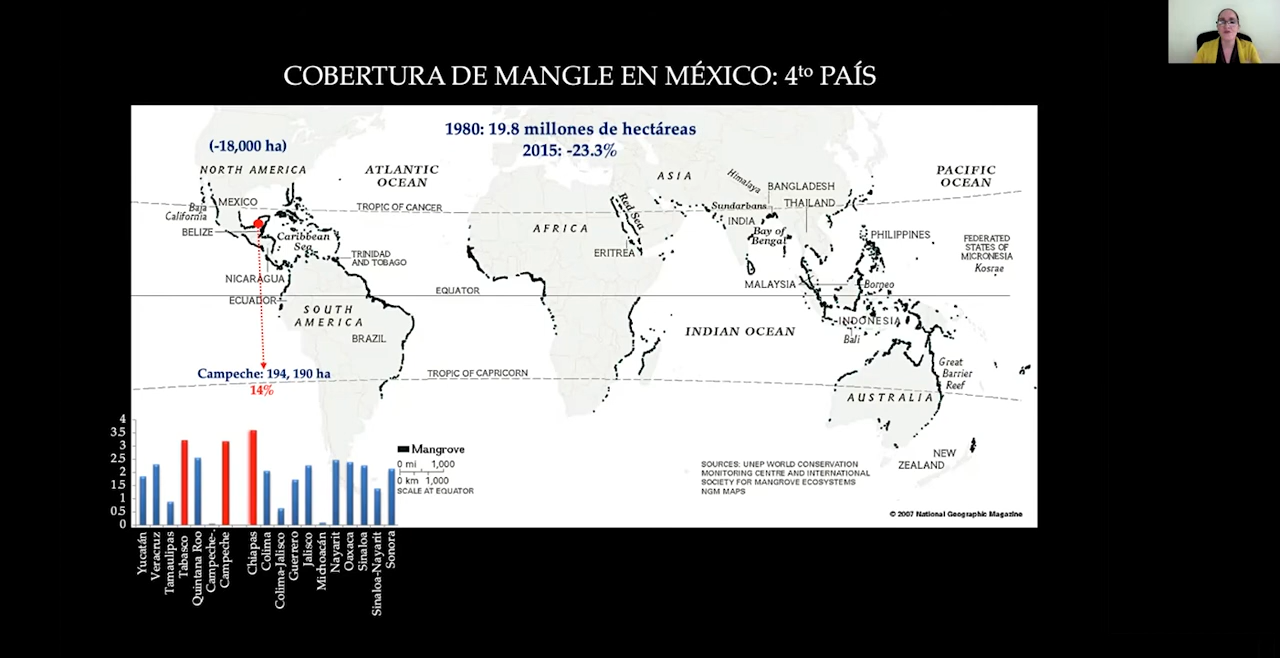 COBERTURA DE MANGLE EN MÉXICO: 4to PAÍS
1980: 19.8 millones de hectáreas
2015: -23.3%
(-18,000 ha)
NORTH AMERICA
ATLANTIC
OCEAN
ASIA
Himalaya
BANGLADESH
PACIFIC
OCEAN
Baja
California
MEXICO
TROPIC OF CANCER
Red Sea
Sundarbans
THAILAND
INDIA
BELIZE
Caribbean
Sea
AFRICA
Bay of
Bengal
PHILIPPINES
FEDERATED
STATES OF
MICRONESIA
Kosrae
TRINIDAD
AND TOBAGO
ERITREA
NICARAGUA
MALAYSIA
Borneo
EQUATOR
ECUADOR
SOUTH
AMERICA
INDIAN OCEAN
INDONESIA
Bali
BRAZIL
Great
Barrier
Reef
Campeche: 194, 190 ha
14%
TROPIC OF CAPRICORN
AUSTRALIA
4
3.5
3
2.5
2
1.5
1
0.5
0
Mangrove
0 mi 1,000
0 km 1,000
SCALE AT EQUATOR
NEW
ZEALAND
SOURCES: UNEP WORLD CONSERVATION
MONITORING CENTRE AND INTERNATIONAL
SOCIETY FOR MANGROVE ECOSYSTEMS
NGM MAPS
© 2007 National Geographic Magazine
Yucatán
Veracruz
Tamaulipas
Tabasco
Quintana Roo
Campeche-.
Campeche
Chiapas
Colima
Colima-Jalisco
Guerrero
Jalisco
Michoacán
Nayarit
Oaxaca
Sinaloa
Sinaloa-Nayarit
Sonora